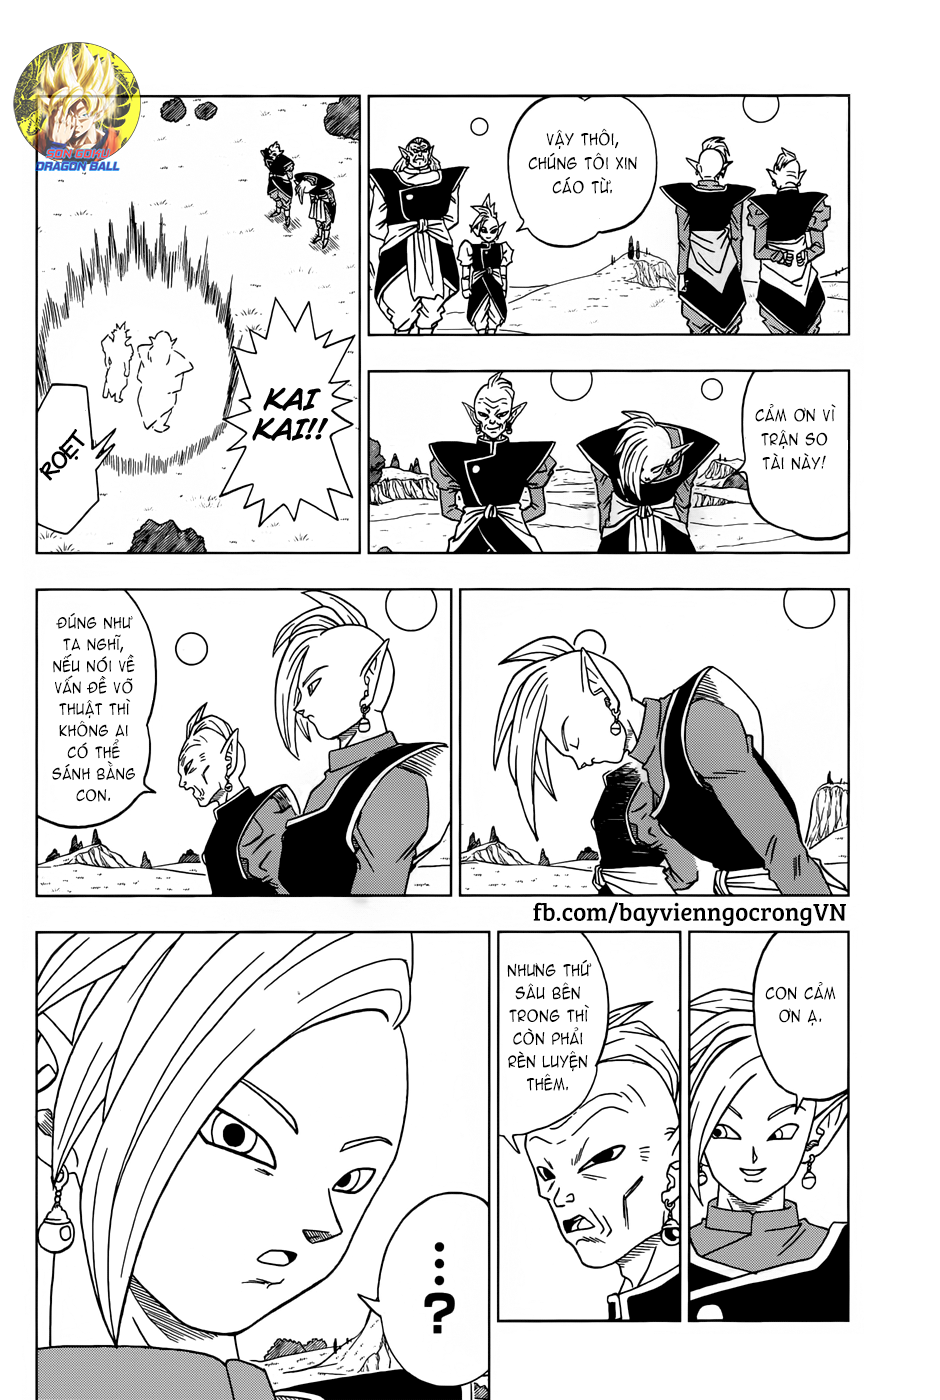 SON GOKU
DRAGON BALL
VẬY THÔI,
CHÚNG TÔI XIN
CÁO TỪ.
CẢM ƠN VÌ
TRẬN SO
TÀI NÀY!
KAI
KAI!!
ROẸT
ĐÚNG NHƯ
TA NGHĨ,
NẾU NÓI VỀ
VẤN ĐỀ VÕ
THUẬT THÌ
KHÔNG AI
CÓ THỂ
SÁNH BẰNG
CON.
fb.com/bayvienngocrongVN
CON CẢM
ƠN Ạ.
NHƯNG THỨ
SÂU BÊN
TRONG THÌ
CÒN PHẢI
RÈN LUYỆN
THÊM.
...?